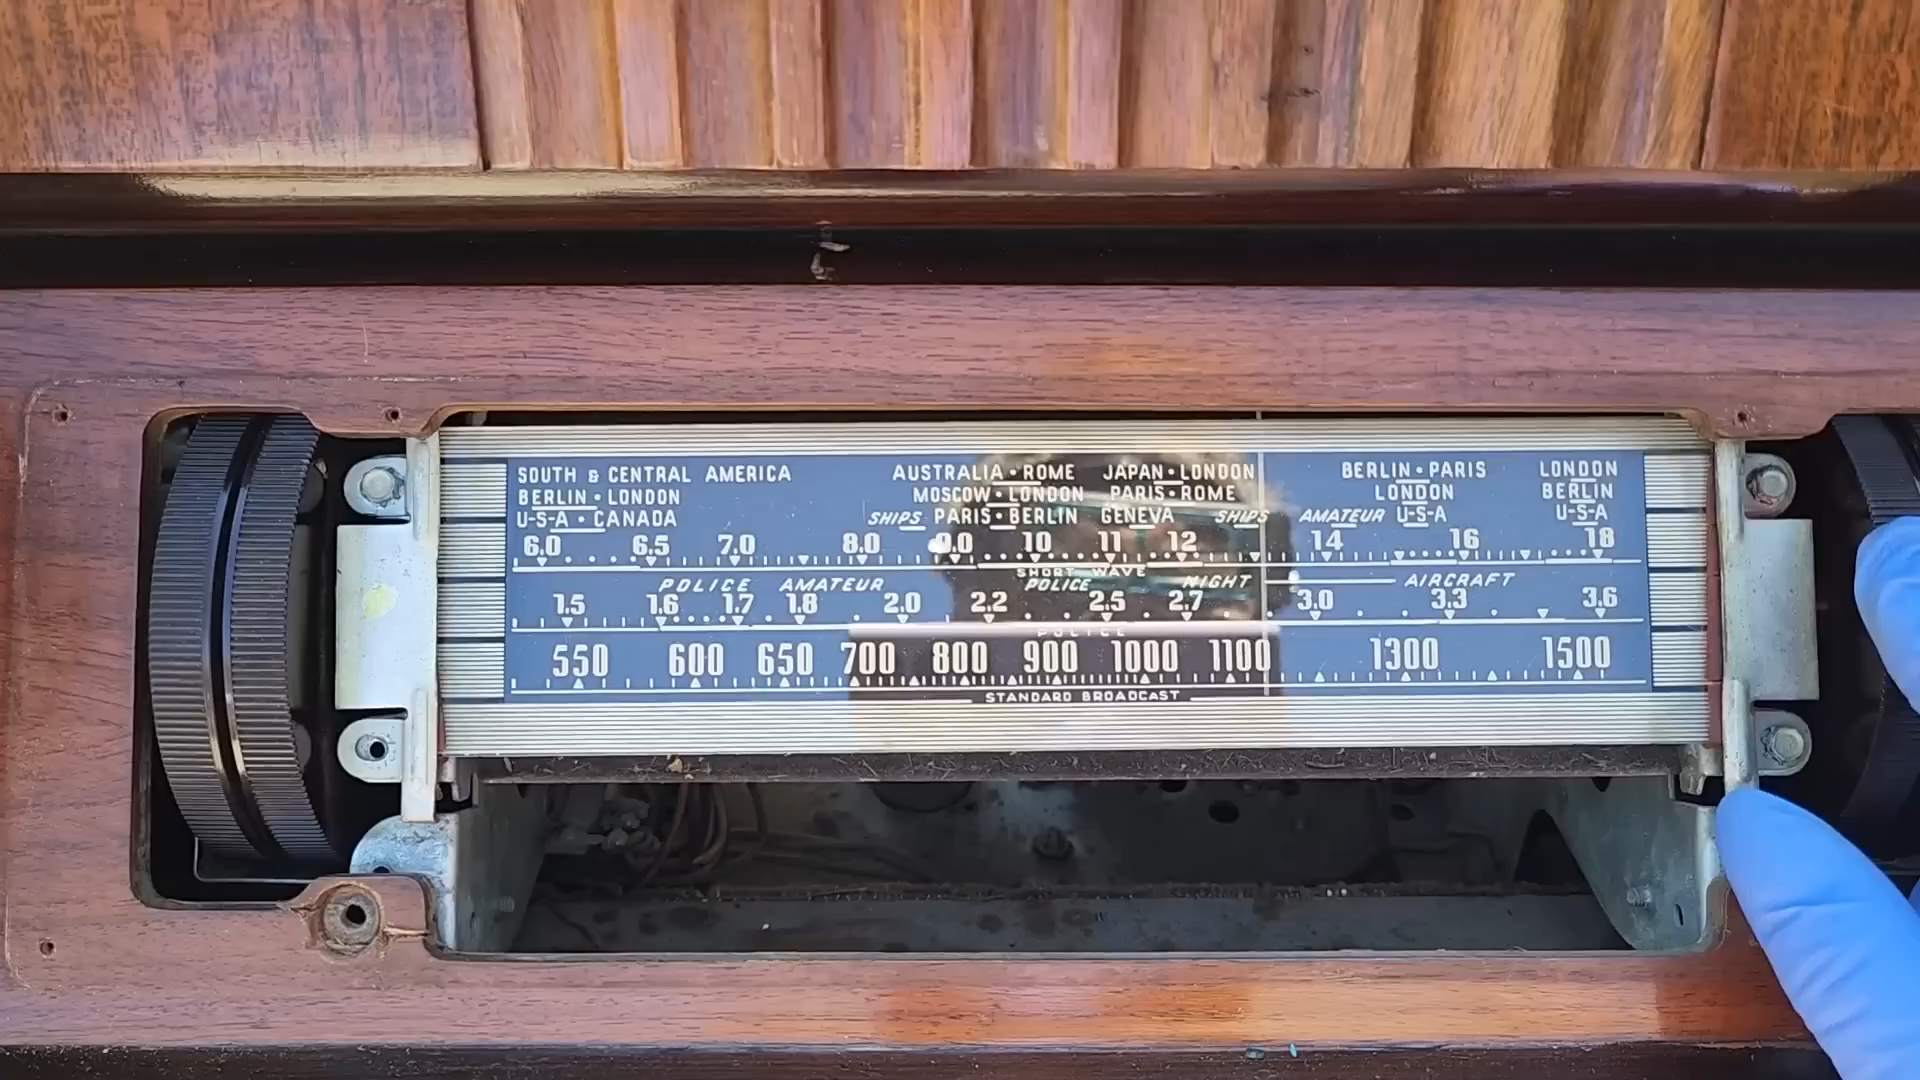 SOUTH & CENTRAL AMERICA AUSTRALIA • ROME JAPAN • LONDON BERLIN • PARIS LONDON
BERLIN • LONDON MOSCOW • LONDON PARIS • ROME LONDON BERLIN
U-S-A • CANADA SHIPS PARIS • BERLIN GENEVA SHIPS AMATEUR U-S-A U-S-A
6.0 6.5 7.0 8.0 9.0 10 11 12 14 16 18
SHORT WAVE
POLICE AMATEUR POLICE NIGHT AIRCRAFT
1.5 1.6 1.7 1.8 2.0 2.2 2.5 2.7 3.0 3.3 3.6
POLICE
550 600 650 700 800 900 1000 1100 1300 1500
STANDARD BROADCAST